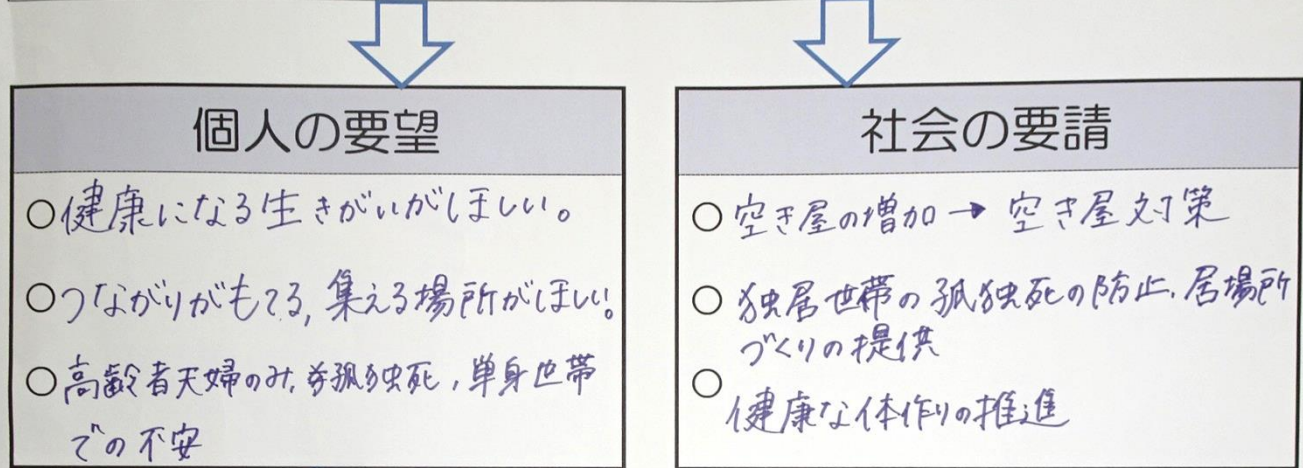 個人の要望
○健康になる生きがいがほしい。
○つながりがもてる,集える場所がほしい。
○高齢者夫婦のみ,孤独死,単身世帯
での不安
社会の要請
○空き屋の増加→空き屋対策
○独居世帯の孤独死の防止,居場所
づくりの提供
○健康な体作りの推進